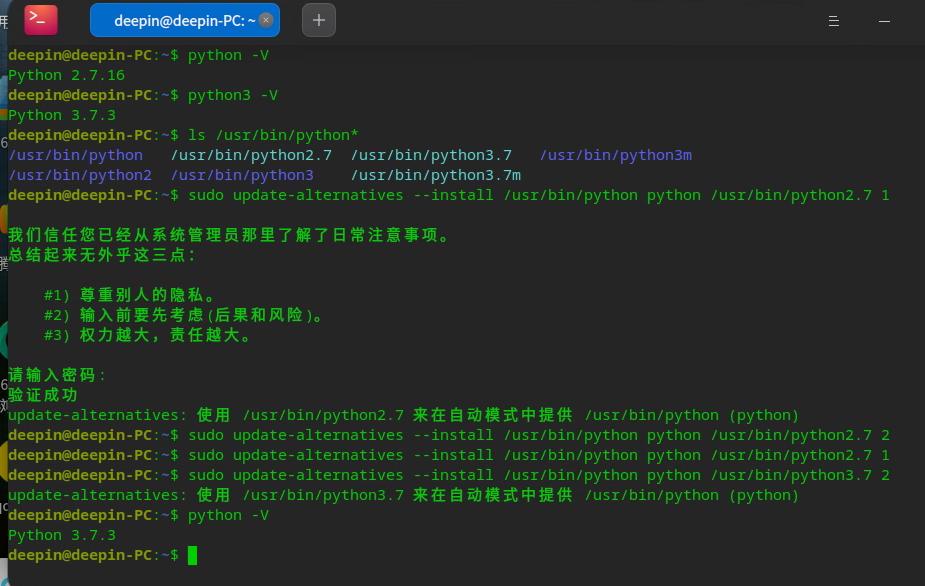 >_
deepin@deepin-PC: ~
deepin@deepin-PC:~$ python -V
Python 2.7.16
deepin@deepin-PC:~$ python3 -V
Python 3.7.3
deepin@deepin-PC:~$ ls /usr/bin/python*
/usr/bin/python /usr/bin/python2.7 /usr/bin/python3.7 /usr/bin/python3m
/usr/bin/python2 /usr/bin/python3 /usr/bin/python3.7m
deepin@deepin-PC:~$ sudo update-alternatives --install /usr/bin/python python /usr/bin/python2.7 1
我们信任您已经从系统管理员那里了解了日常注意事项。
总结起来无外乎这三点：
#1) 尊重别人的隐私。
#2) 输入前要先考虑(后果和风险)。
#3) 权力越大，责任越大。
请输入密码:
验证成功
update-alternatives: 使用 /usr/bin/python2.7 来在自动模式中提供 /usr/bin/python (python)
deepin@deepin-PC:~$ sudo update-alternatives --install /usr/bin/python python /usr/bin/python2.7 2
deepin@deepin-PC:~$ sudo update-alternatives --install /usr/bin/python python /usr/bin/python2.7 1
deepin@deepin-PC:~$ sudo update-alternatives --install /usr/bin/python python /usr/bin/python3.7 2
update-alternatives: 使用 /usr/bin/python3.7 来在自动模式中提供 /usr/bin/python (python)
deepin@deepin-PC:~$ python -V
Python 3.7.3
deepin@deepin-PC:~$